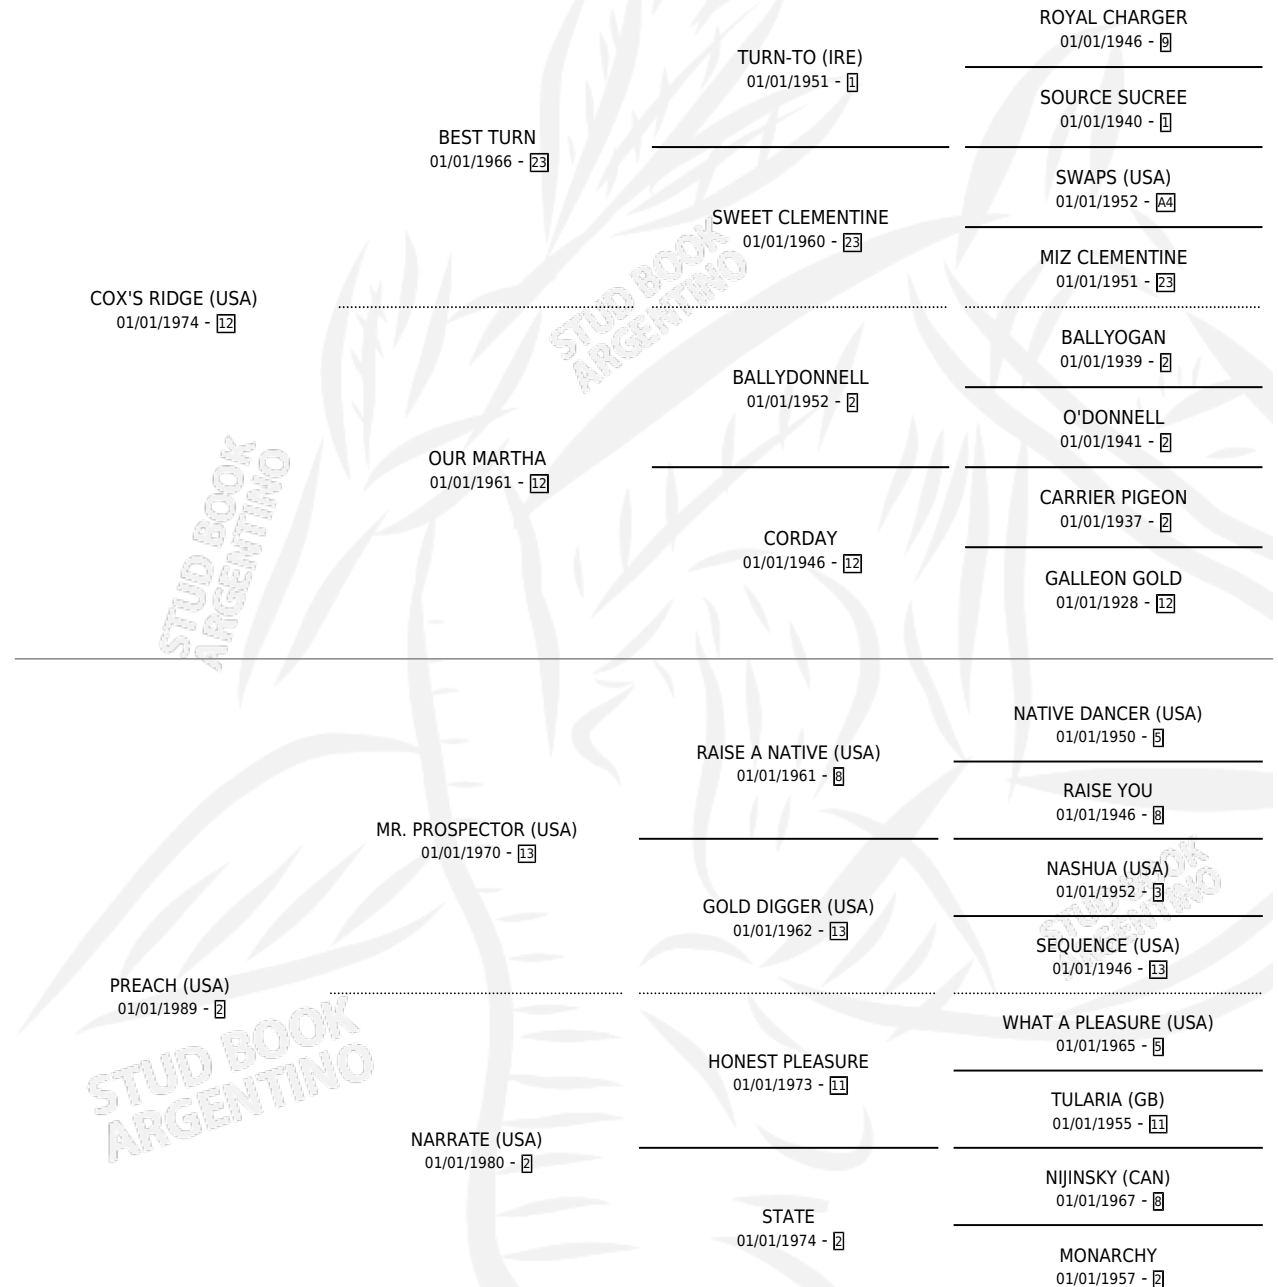 ROYAL CHARGER
01/01/1946 - 9
TURN-TO (IRE)
01/01/1951 - 1
SOURCE SUCREE
01/01/1940 - 1
BEST TURN
01/01/1966 - 23
SWAPS (USA)
01/01/1952 - A4
SWEET CLEMENTINE
01/01/1960 - 23
MIZ CLEMENTINE
01/01/1951 - 23
COX'S RIDGE (USA)
01/01/1974 - 12
STUD BOOK
ARGENTINO
BALLYOGAN
01/01/1939 - 2
BALLYDONNELL
01/01/1952 - 2
O'DONNELL
01/01/1941 - 2
OUR MARTHA
01/01/1961 - 12
CARRIER PIGEON
01/01/1937 - 2
CORDAY
01/01/1946 - 12
GALLEON GOLD
01/01/1928 - 12
STUD BOOK
ARGENTINO
NATIVE DANCER (USA)
01/01/1950 - 5
RAISE A NATIVE (USA)
01/01/1961 - 8
RAISE YOU
01/01/1946 - 8
MR. PROSPECTOR (USA)
01/01/1970 - 13
NASHUA (USA)
01/01/1952 - 3
GOLD DIGGER (USA)
01/01/1962 - 13
SEQUENCE (USA)
01/01/1946 - 13
STUD BOOK
ARGENTINO
PREACH (USA)
01/01/1989 - 2
WHAT A PLEASURE (USA)
01/01/1965 - 5
HONEST PLEASURE
01/01/1973 - 11
TULARIA (GB)
01/01/1955 - 11
STUD BOOK
ARGENTINO
NARRATE (USA)
01/01/1980 - 2
NIJINSKY (CAN)
01/01/1967 - 8
STATE
01/01/1974 - 2
MONARCHY
01/01/1957 - 2